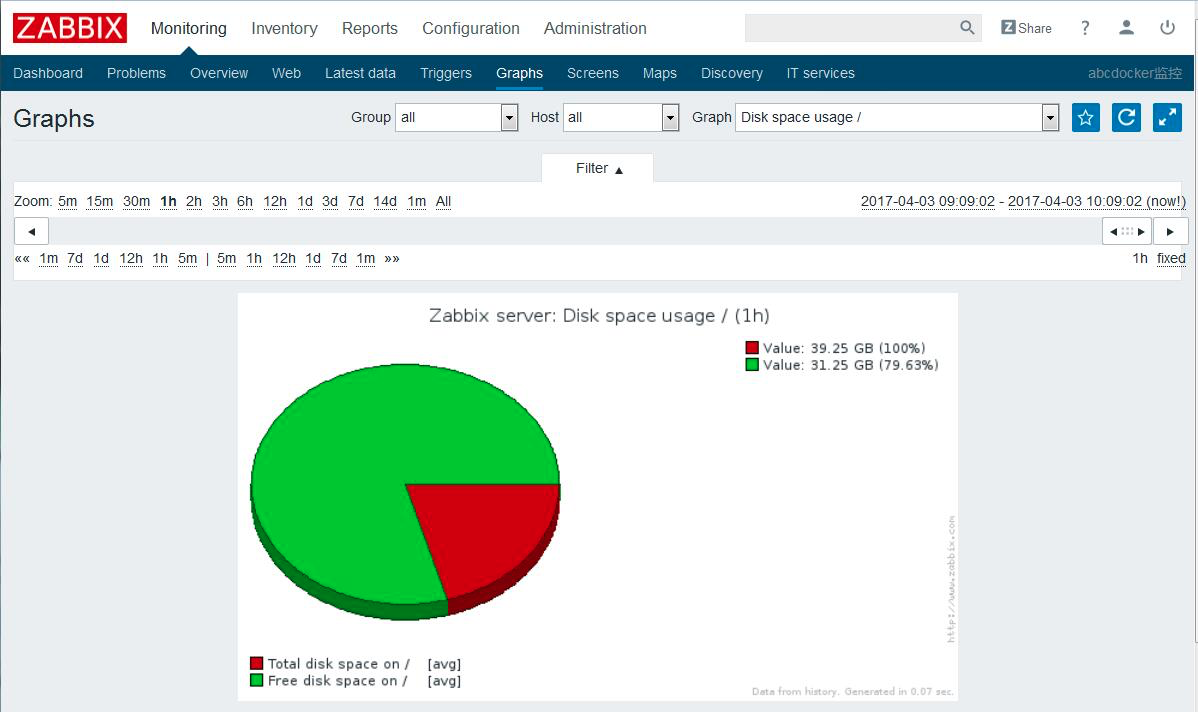 ZABBIX Monitoring Inventory Reports Configuration Administration Z Share ?
Dashboard Problems Overview Web Latest data Triggers Graphs Screens Maps Discovery IT services abcdocker监控
Graphs Group all Host all Graph Disk space usage /
Filter ▲
Zoom: 5m 15m 30m 1h 2h 3h 6h 12h 1d 3d 7d 14d 1m All 2017-04-03 09:09:02 - 2017-04-03 10:09:02 (now!)
«« 1m 7d 1d 12h 1h 5m | 5m 1h 12h 1d 7d 1m »» 1h fixed
Zabbix server: Disk space usage / (1h)
Value: 39.25 GB (100%)
Value: 31.25 GB (79.63%)
http://www.zabbix.com
Total disk space on / [avg]
Free disk space on / [avg]
Data from history. Generated in 0.07 sec.